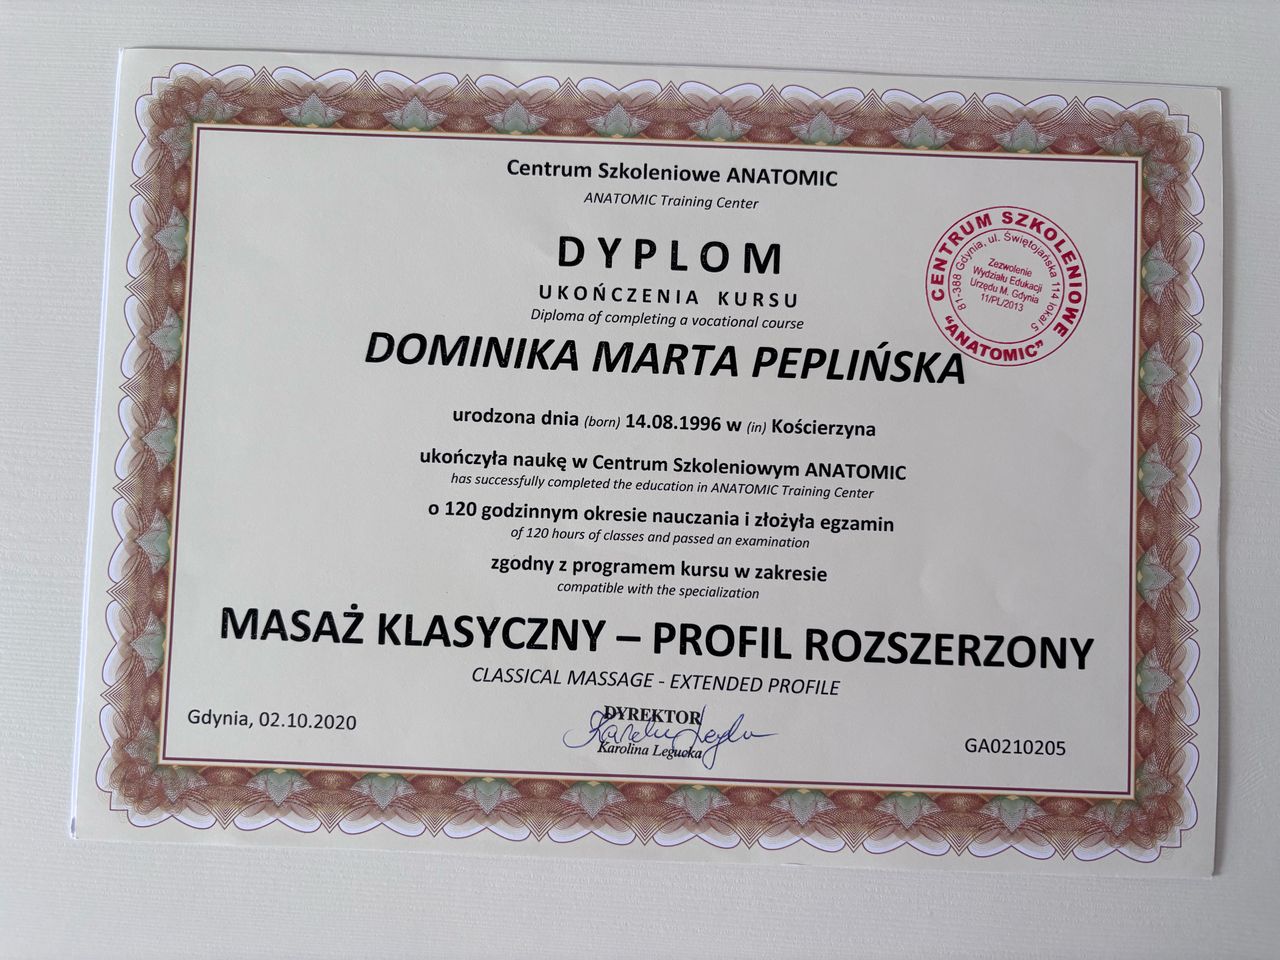 Centrum Szkoleniowe ANATOMIC
ANATOMIC Training Center
DYPLOM
UKOŃCZENIA KURSU
Diploma of completing a vocational course
DOMINIKA MARTA PEPLIŃSKA
CENTRUM SZKOLENIOWE
"ANATOMIC"
81-388 Gdynia, ul. Świętojańska 114 lokal 5
Zezwolenie
Wydziału Edukacji
Urzędu M. Gdynia
11/PL/2013
urodzona dnia (born) 14.08.1996 w (in) Kościerzyna
ukończyła naukę w Centrum Szkoleniowym ANATOMIC
has successfully completed the education in ANATOMIC Training Center
o 120 godzinnym okresie nauczania i złożyła egzamin
of 120 hours of classes and passed an examination
zgodny z programem kursu w zakresie
compatible with the specialization
MASAŻ KLASYCZNY – PROFIL ROZSZERZONY
CLASSICAL MASSAGE - EXTENDED PROFILE
Gdynia, 02.10.2020
DYREKTOR
Karolina Legucka
GA0210205